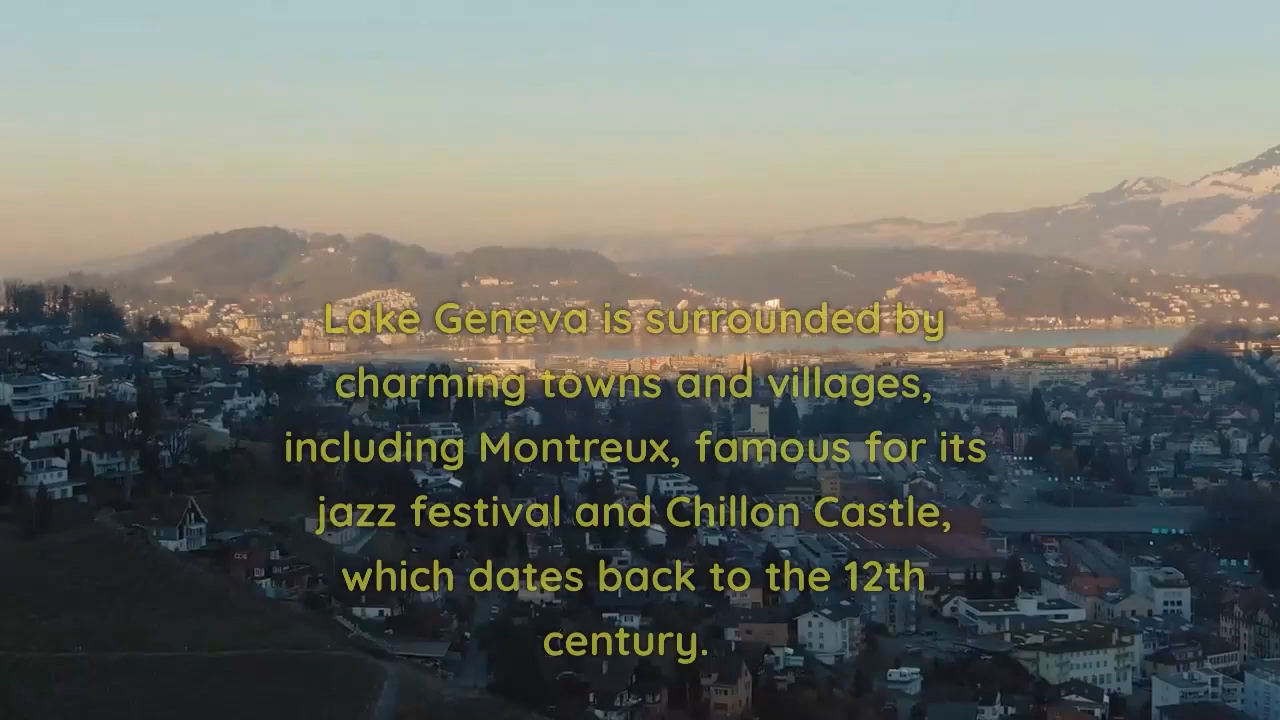 Lake Geneva is surrounded by
charming towns and villages,
including Montreux, famous for its
jazz festival and Chillon Castle,
which dates back to the 12th
century.